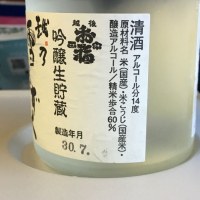 越後
吟醸生貯蔵
製造年月
30.7.
清酒 アルコール分14度
原材料名 米(国産)・米こうじ(国産米)・
醸造アルコール/精米歩合60%